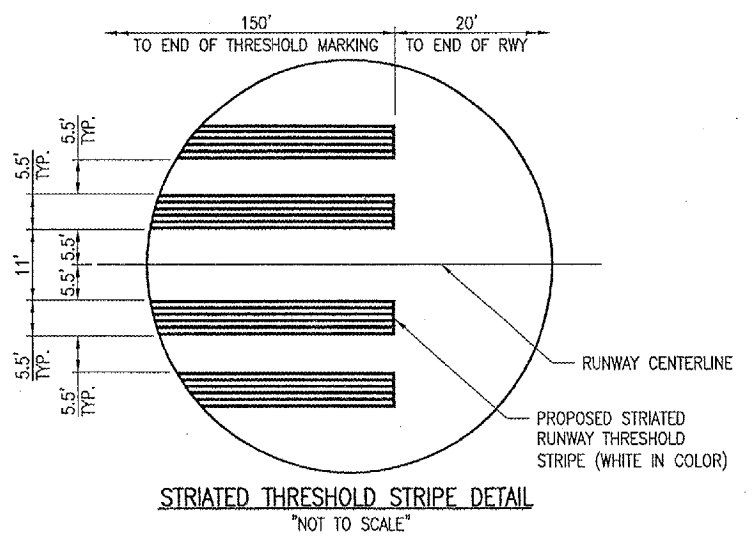 150'
TO END OF THRESHOLD MARKING
20'
TO END OF RWY
5.5'
TYP.
5.5'
TYP.
5.5'
11'
5.5'
5.5'
TYP.
5.5'
TYP.
RUNWAY CENTERLINE
PROPOSED STRIATED
RUNWAY THRESHOLD
STRIPE (WHITE IN COLOR)
STRIATED THRESHOLD STRIPE DETAIL
"NOT TO SCALE"